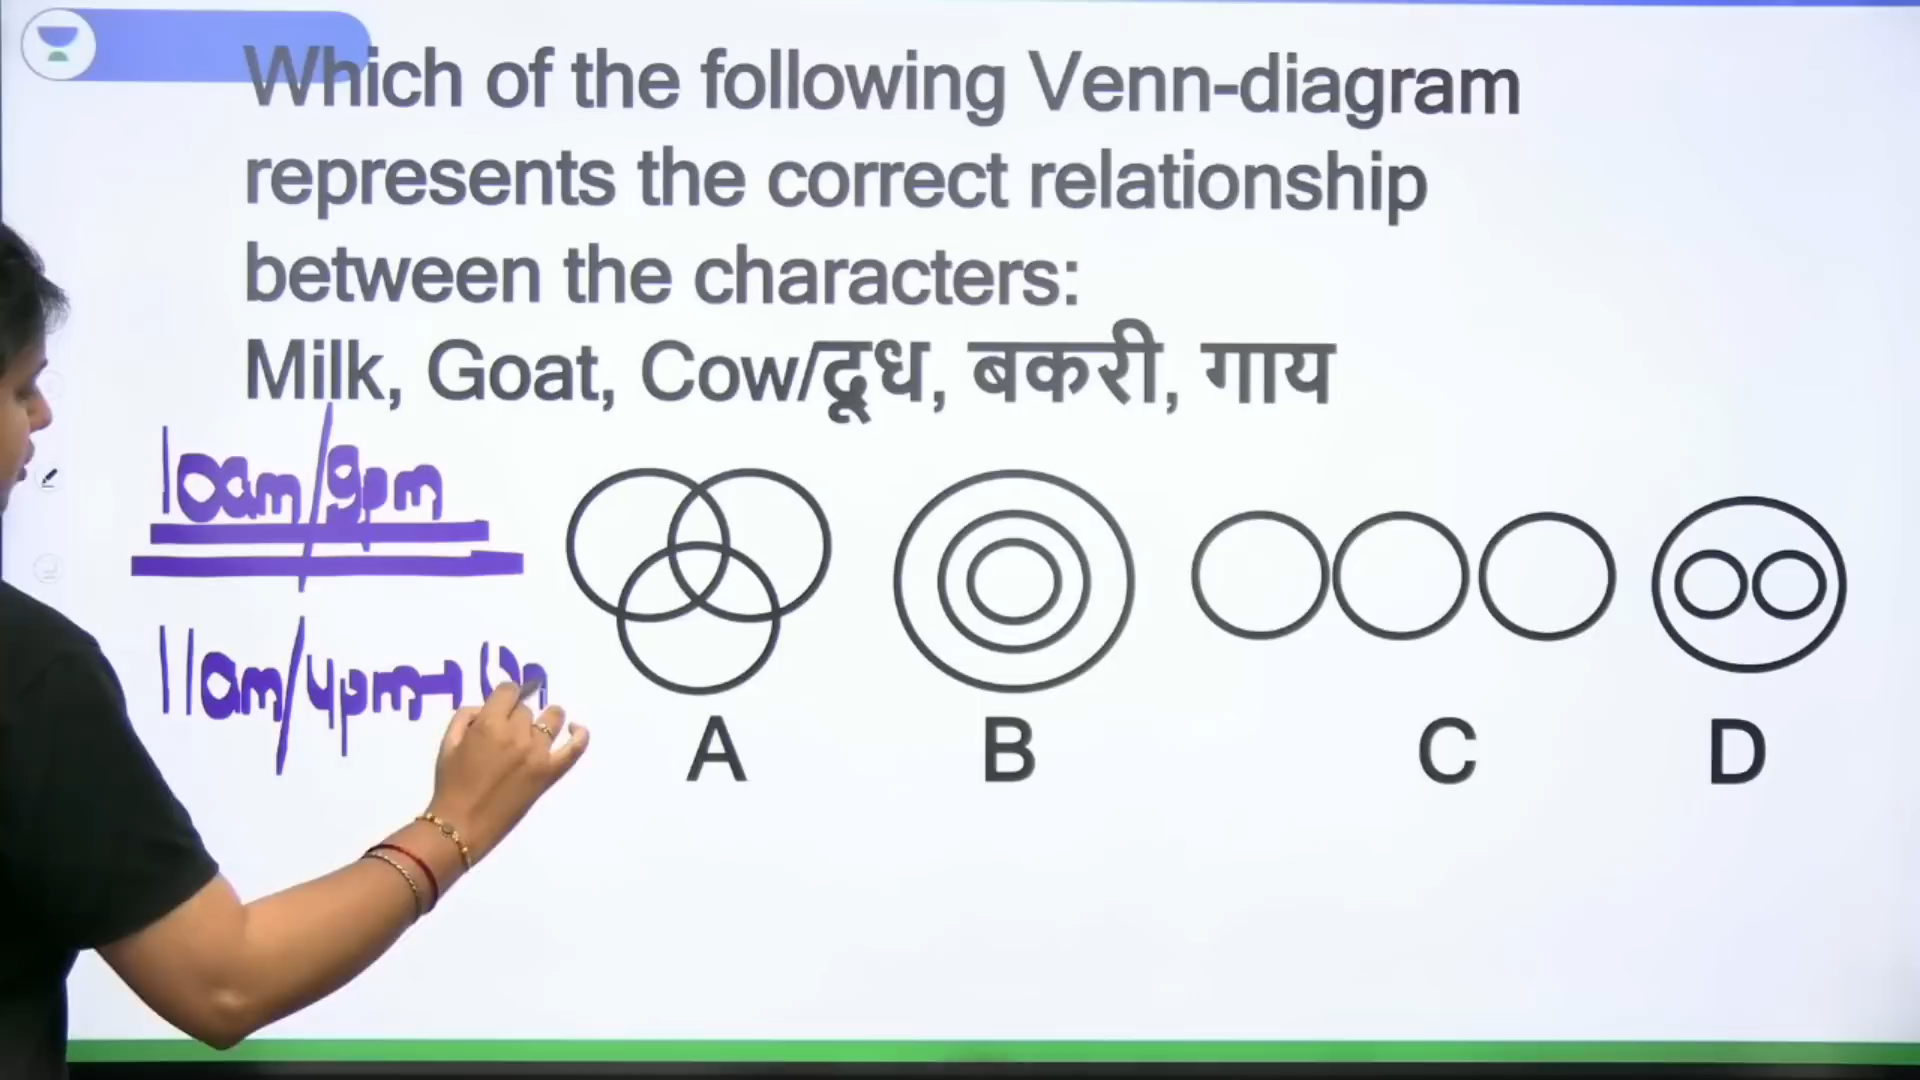 Which of the following Venn-diagram
represents the correct relationship
between the characters:
Milk, Goat, Cow/दूध, बकरी, गाय
10am/9pm
11am/4pm
A B C D